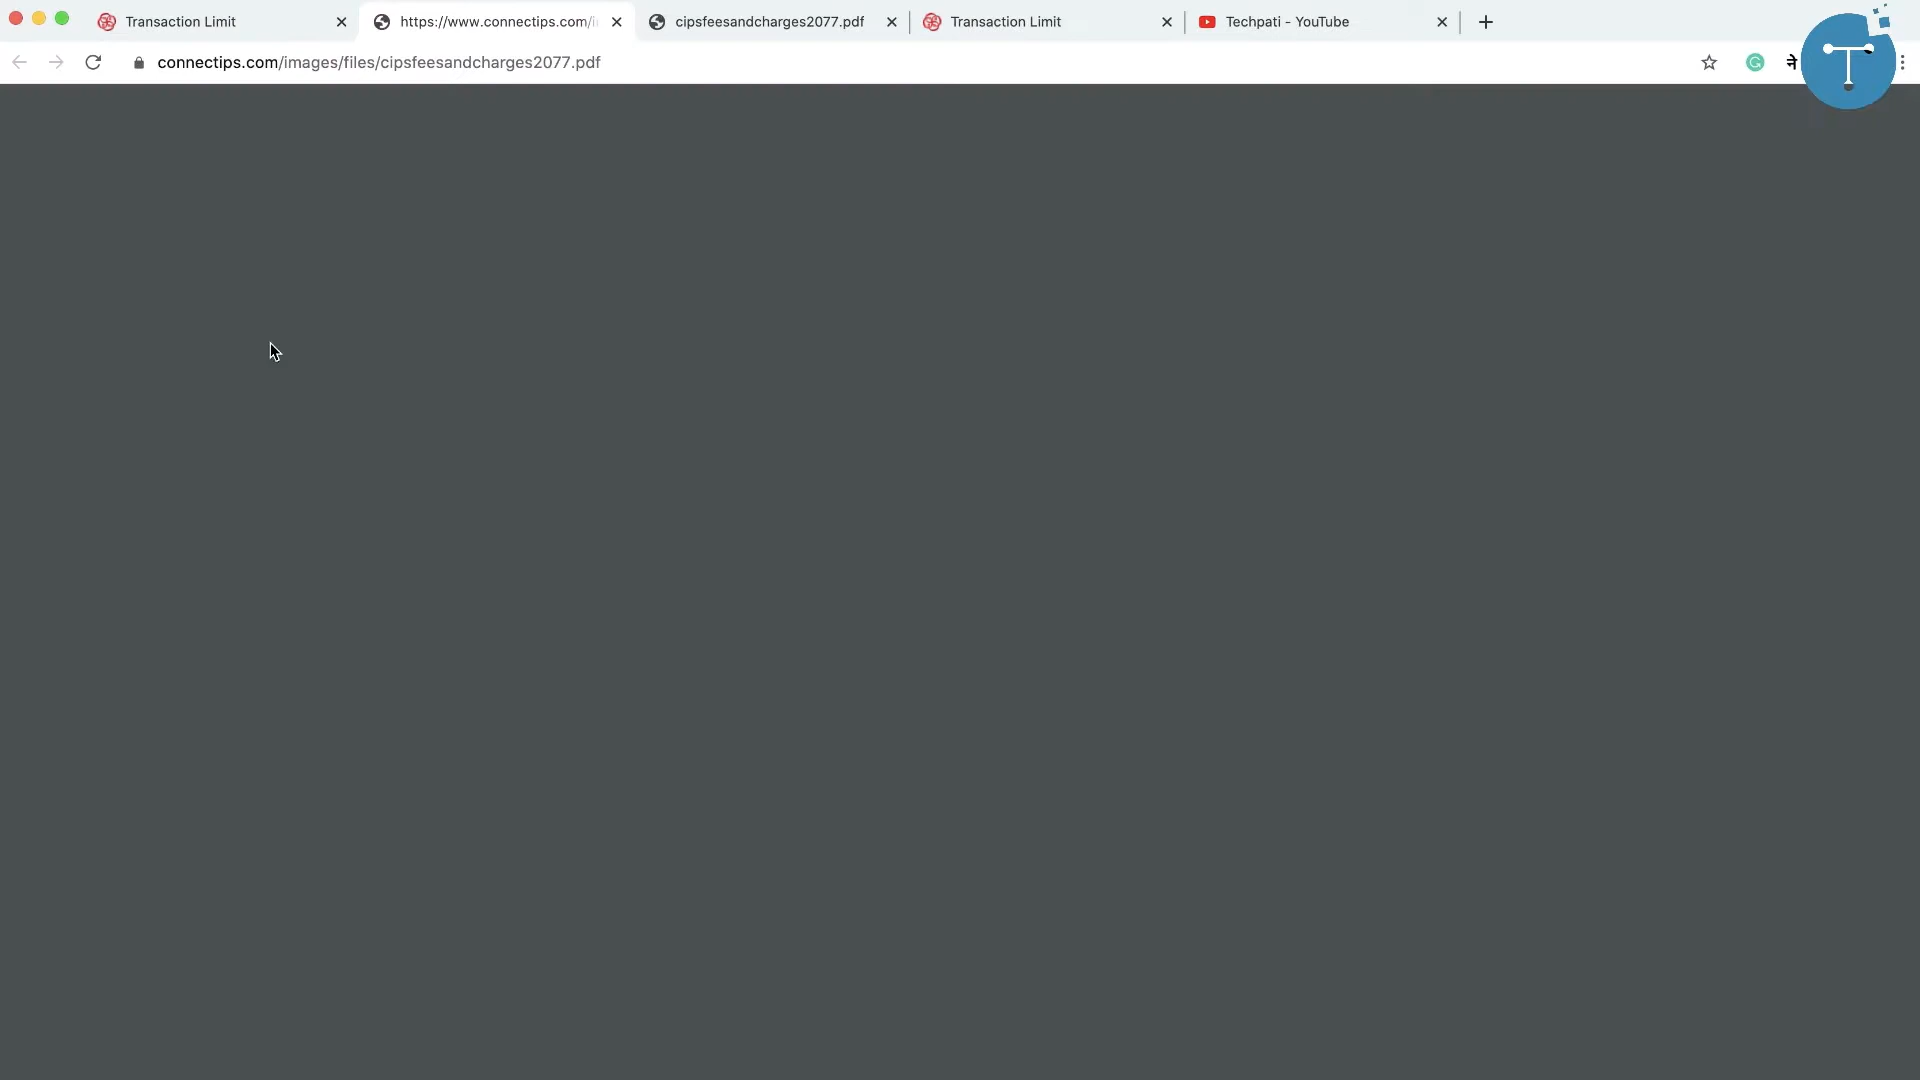 Transaction Limit
https://www.connectips.com/i
cipsfeesandcharges2077.pdf
Transaction Limit
Techpati - YouTube
connectips.com/images/files/cipsfeesandcharges2077.pdf
ने